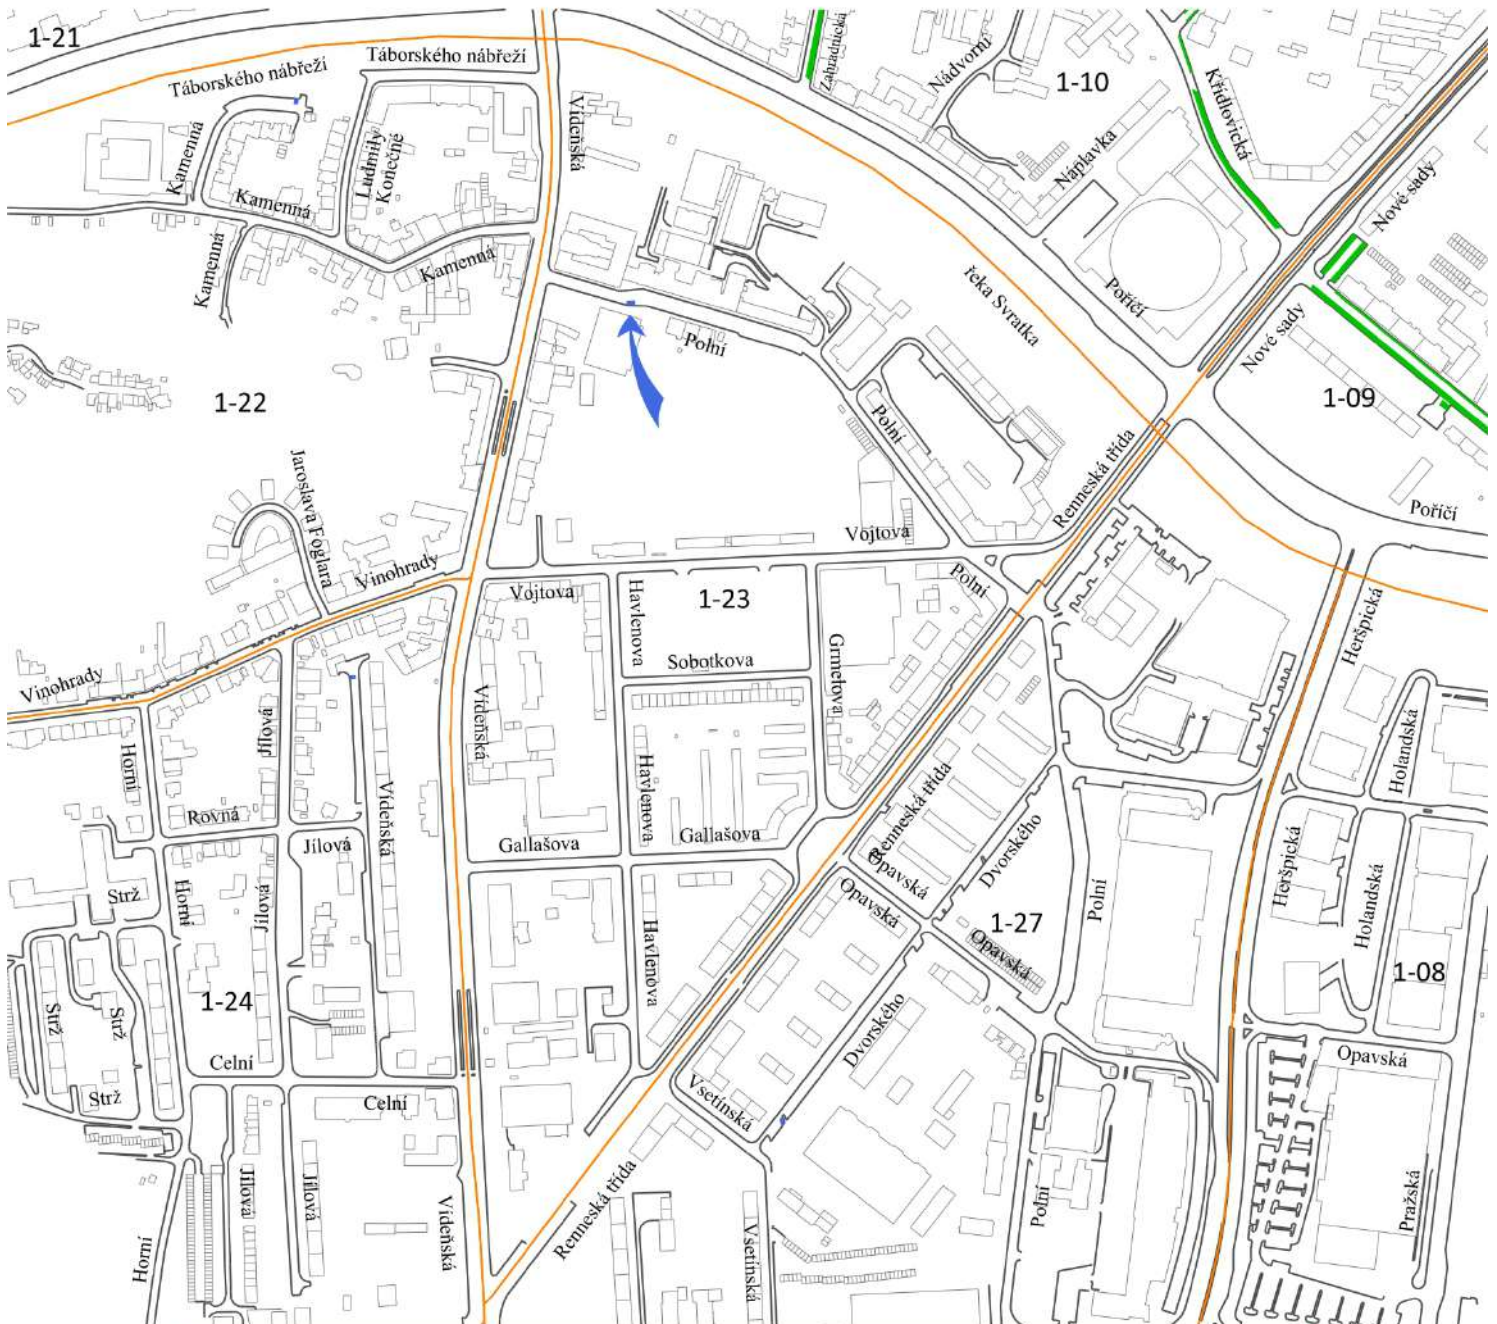 1-21
Táborského nábřeží
Táborského nábřeží
Kamenná
Ludmily
Konečné
Kamenná
Kamenná
Kamenná
Vídeňská
Zahradnická
Nádvorní
1-10
Křídlovická
Náplavka
Nové sady
Poříčí
řeka Svratka
Nové sady
1-09
Polní
1-22
Polní
Renneská třída
Poříčí
Jaroslava Foglara
Vinohrady
Vojtova
Vojtova
Havlenova
1-23
Polní
Sobotkova
Grmelova
Heršpická
Vinohrady
Vídeňská
Jílová
Horní
Havlenova
Holandská
Renneská třída
Rovná
Jílová
Vídeňská
Gallašova
Gallašova
Dvorského
Opavská
Heršpická
Strž
Horní
Jílová
Opavská
1-27
Polní
Holandská
Opavská
Havlenova
1-08
Strž
Strž
1-24
Dvorského
Celní
Opavská
Strž
Celní
Vsetínská
Jílová
Jílová
Vídeňská
Renneská třída
Polní
Pražská
Horní
Vsetínská